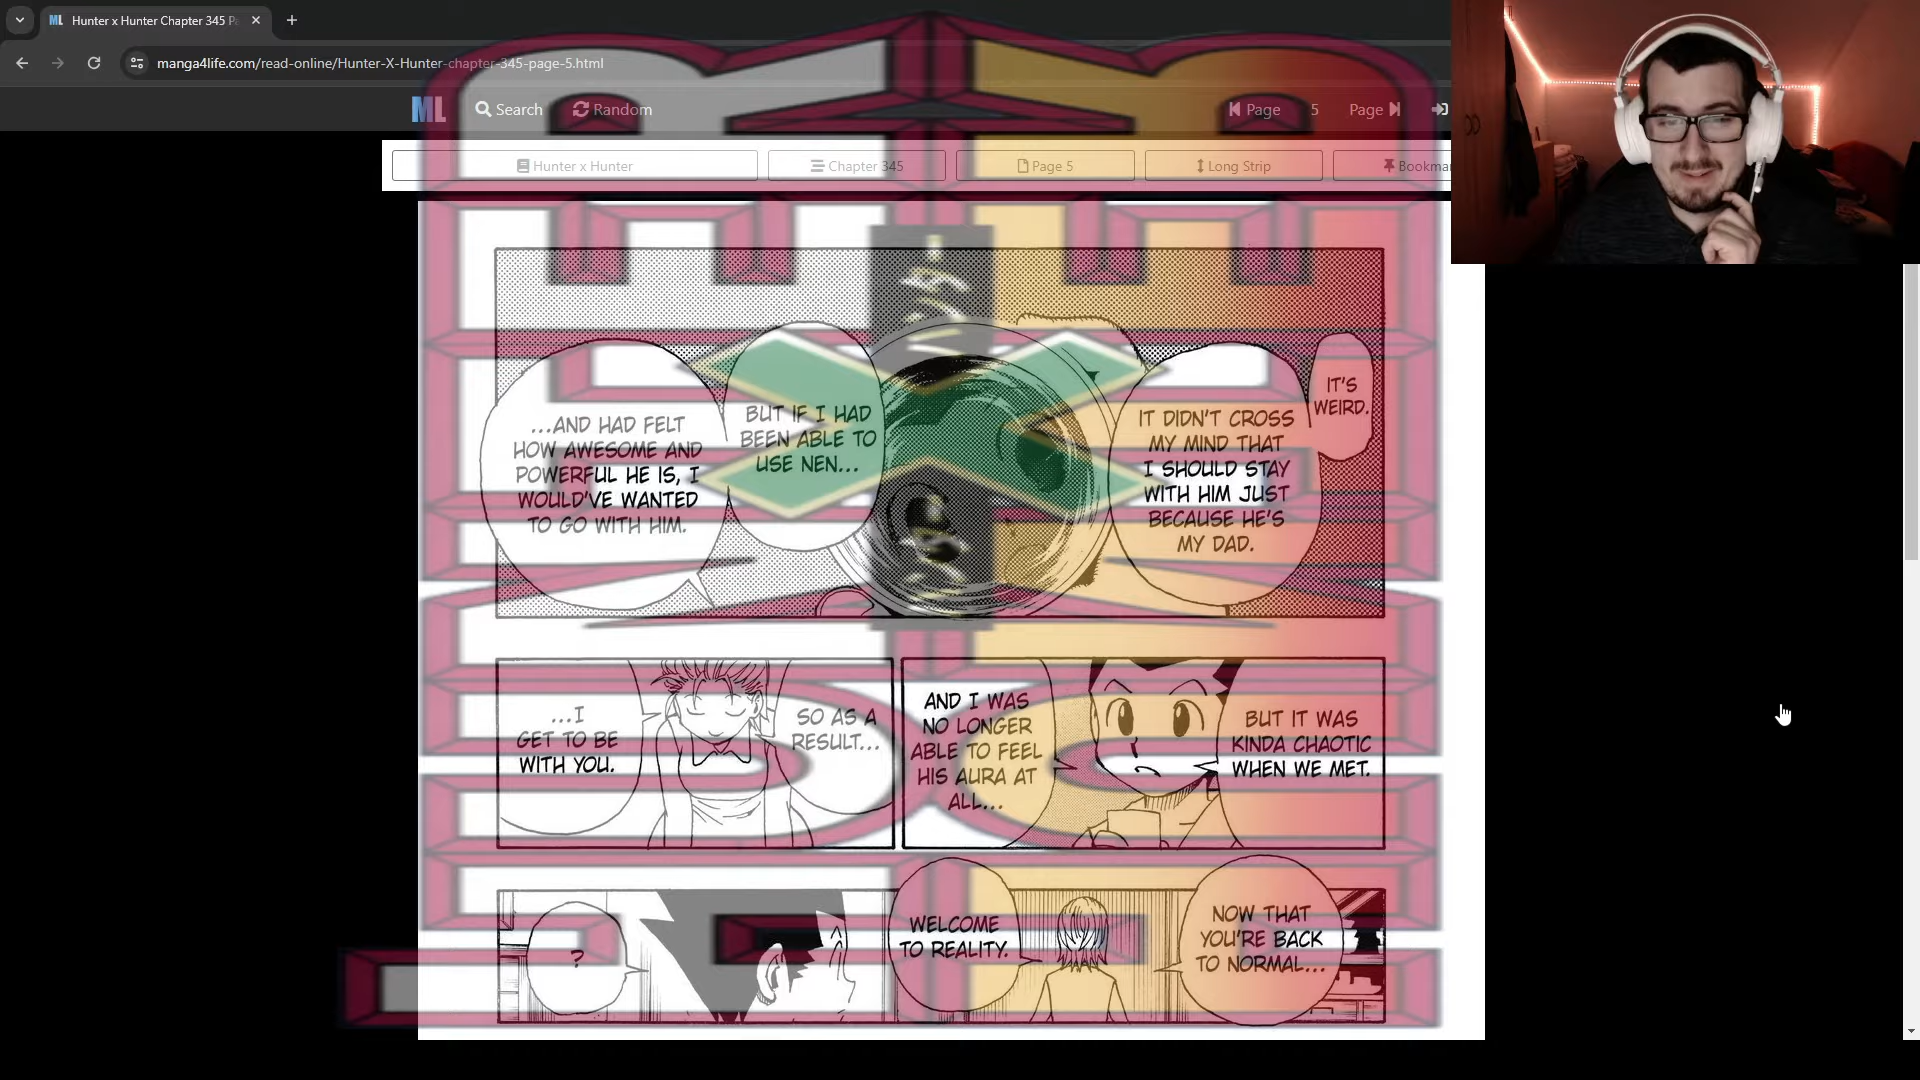 Hunter x Hunter Chapter 345 P
manga4life.com/read-online/Hunter-X-Hunter-chapter-345-page-5.html
ML
Search
Random
Page
5
Page
Hunter x Hunter
Chapter 345
Page 5
Long Strip
Bookma
IT'S
WEIRD.
IT DIDN'T CROSS
MY MIND THAT
I SHOULD STAY
WITH HIM JUST
BECAUSE HE'S
MY DAD.
BUT IF I HAD
BEEN ABLE TO
USE NEN...
...AND HAD FELT
HOW AWESOME AND
POWERFUL HE IS, I
WOULD'VE WANTED
TO GO WITH HIM.
BUT IT WAS
KINDA CHAOTIC
WHEN WE MET.
AND I WAS
NO LONGER
ABLE TO FEEL
HIS AURA AT
ALL...
SO AS A
RESULT...
...I
GET TO BE
WITH YOU.
NOW THAT
YOU'RE BACK
TO NORMAL...
WELCOME
TO REALITY.
?